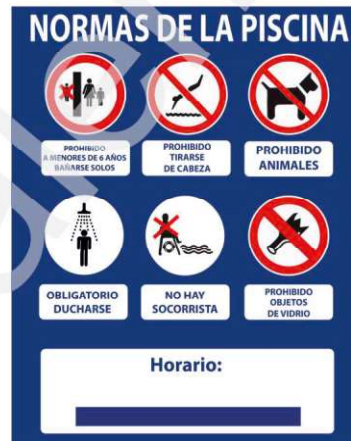 NORMAS DE LA PISCINA
PROHIBIDO
A MENORES DE 6 AÑOS
BAÑARSE SOLOS
PROHIBIDO
TIRARSE
DE CABEZA
PROHIBIDO
ANIMALES
OBLIGATORIO
DUCHARSE
NO HAY
SOCORRISTA
PROHIBIDO
OBJETOS
DE VIDRIO
Horario: